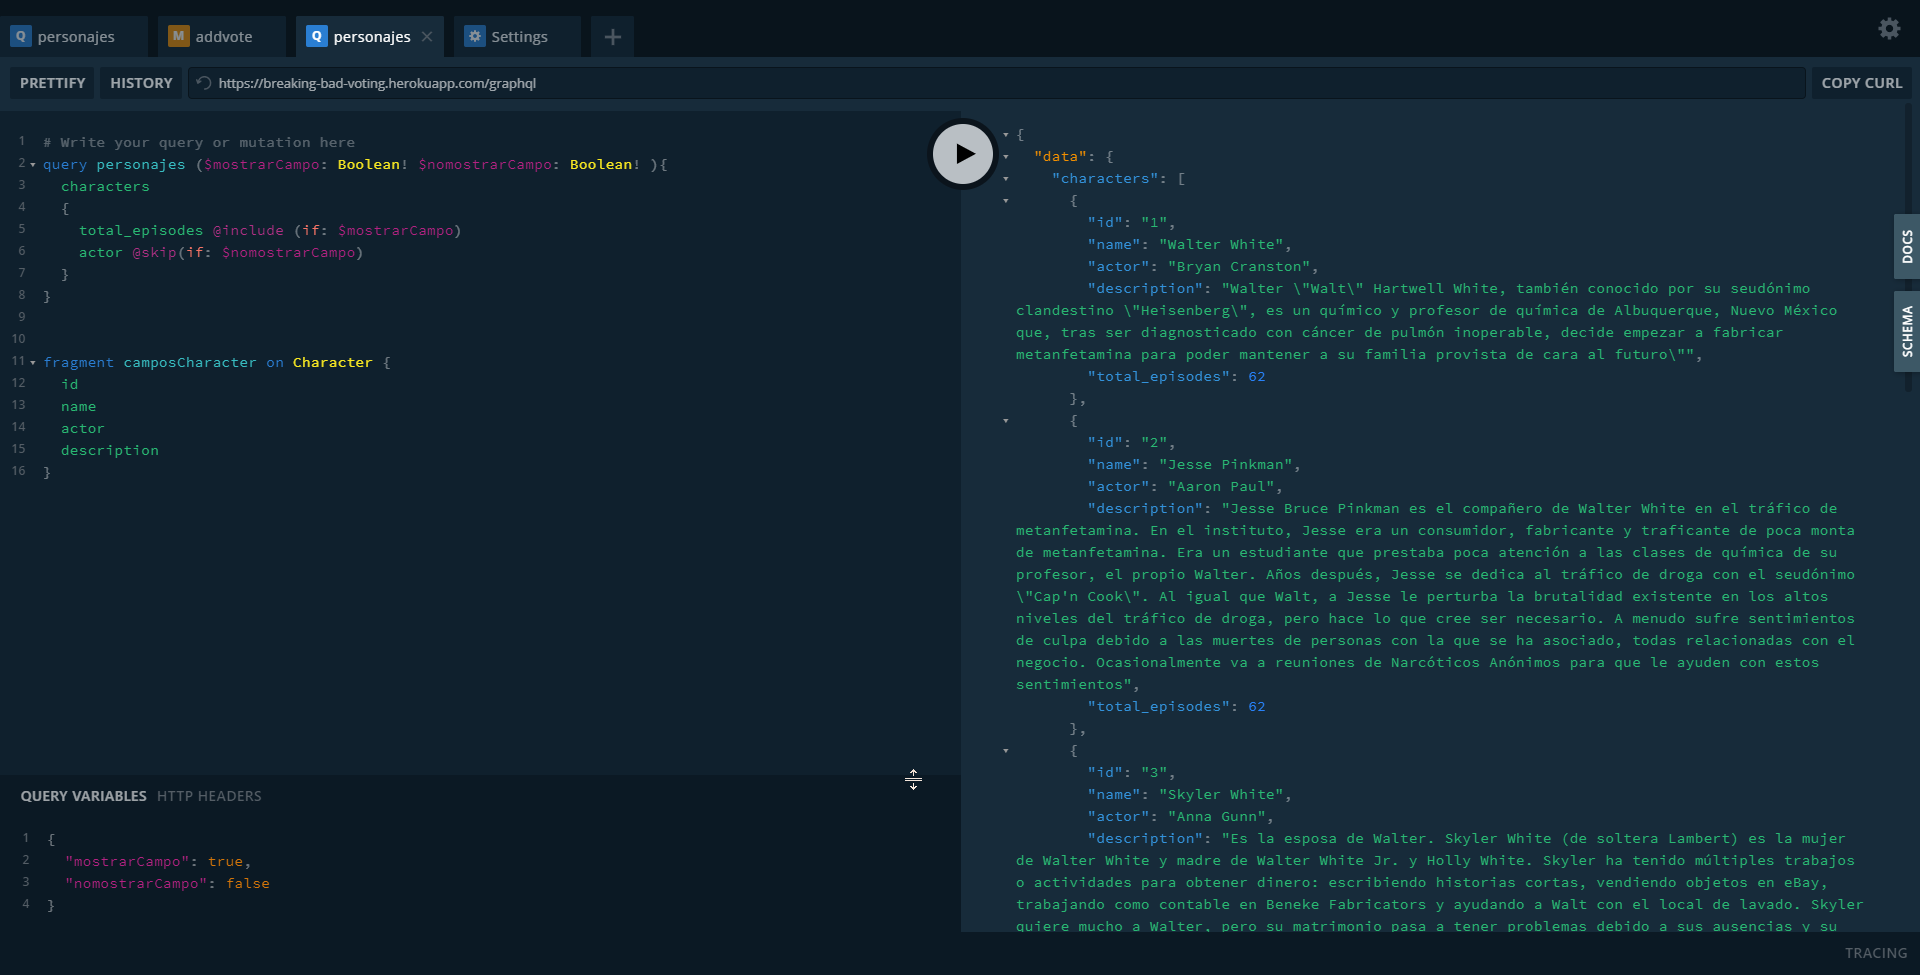 Q personajes M addvote Q personajes Settings
PRETTIFY HISTORY https://breaking-bad-voting.herokuapp.com/graphql COPY CURL
1 # Write your query or mutation here
2 query personajes ($mostrarCampo: Boolean! $nomostrarCampo: Boolean! ){
3 characters
4 {
5 total_episodes @include (if: $mostrarCampo)
6 actor @skip(if: $nomostrarCampo)
7 }
8 }
9
10
11 fragment camposCharacter on Character {
12 id
13 name
14 actor
15 description
16 }
QUERY VARIABLES HTTP HEADERS
1 {
2 "mostrarCampo": true,
3 "nomostrarCampo": false
4 }
{
"data": {
"characters": [
{
"id": "1",
"name": "Walter White",
"actor": "Bryan Cranston",
"description": "Walter \"Walt\" Hartwell White, también conocido por su seudónimo
clandestino \"Heisenberg\", es un químico y profesor de química de Albuquerque, Nuevo México
que, tras ser diagnosticado con cáncer de pulmón inoperable, decide empezar a fabricar
metanfetamina para poder mantener a su familia provista de cara al futuro\"",
"total_episodes": 62
},
{
"id": "2",
"name": "Jesse Pinkman",
"actor": "Aaron Paul",
"description": "Jesse Bruce Pinkman es el compañero de Walter White en el tráfico de
metanfetamina. En el instituto, Jesse era un consumidor, fabricante y traficante de poca monta
de metanfetamina. Era un estudiante que prestaba poca atención a las clases de química de su
profesor, el propio Walter. Años después, Jesse se dedica al tráfico de droga con el seudónimo
\"Cap'n Cook\". Al igual que Walt, a Jesse le perturba la brutalidad existente en los altos
niveles del tráfico de droga, pero hace lo que cree ser necesario. A menudo sufre sentimientos
de culpa debido a las muertes de personas con la que se ha asociado, todas relacionadas con el
negocio. Ocasionalmente va a reuniones de Narcóticos Anónimos para que le ayuden con estos
sentimientos",
"total_episodes": 62
},
{
"id": "3",
"name": "Skyler White",
"actor": "Anna Gunn",
"description": "Es la esposa de Walter. Skyler White (de soltera Lambert) es la mujer
de Walter White y madre de Walter White Jr. y Holly White. Skyler ha tenido múltiples trabajos
o actividades para obtener dinero: escribiendo historias cortas, vendiendo objetos en eBay,
trabajando como contable en Beneke Fabricators y ayudando a Walt con el local de lavado. Skyler
quiere mucho a Walter, pero su matrimonio pasa a tener problemas debido a sus ausencias y su
DOCS
SCHEMA
TRACING